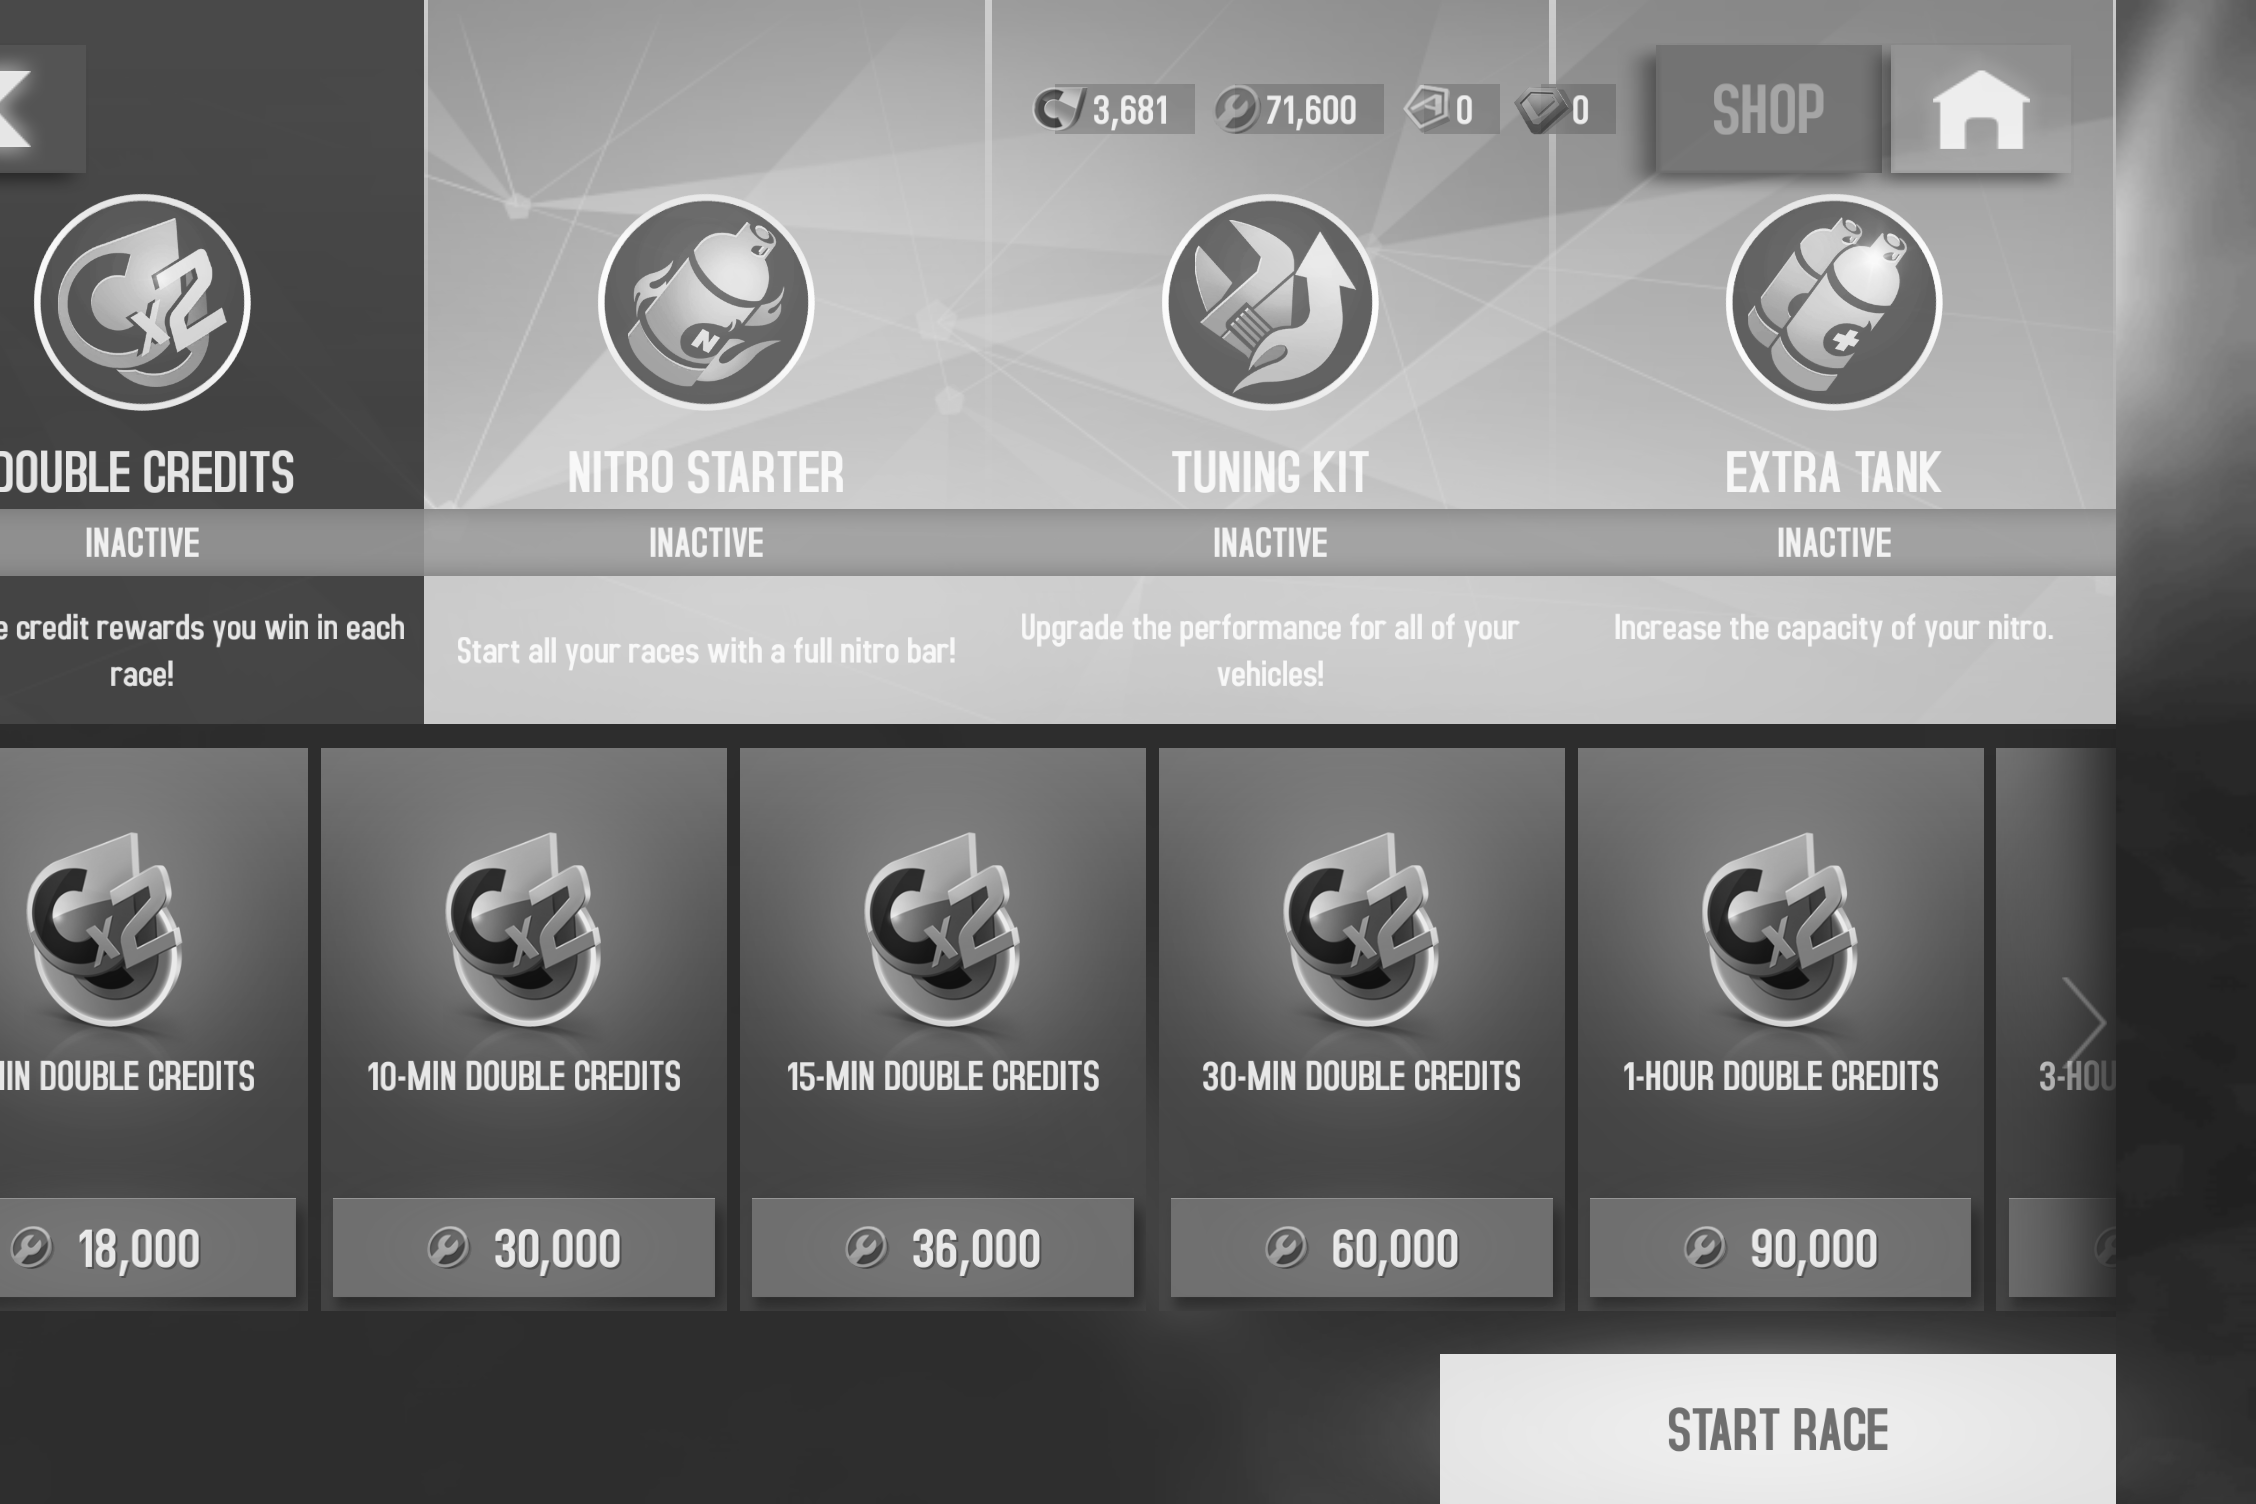 3,681 71,600 0 0 SHOP
DOUBLE CREDITS
NITRO STARTER
TUNING KIT
EXTRA TANK
INACTIVE
INACTIVE
INACTIVE
INACTIVE
credit rewards you win in each
race!
Start all your races with a full nitro bar!
Upgrade the performance for all of your
vehicles!
Increase the capacity of your nitro.
DOUBLE CREDITS
10-MIN DOUBLE CREDITS
15-MIN DOUBLE CREDITS
30-MIN DOUBLE CREDITS
1-HOUR DOUBLE CREDITS
18,000
30,000
36,000
60,000
90,000
START RACE